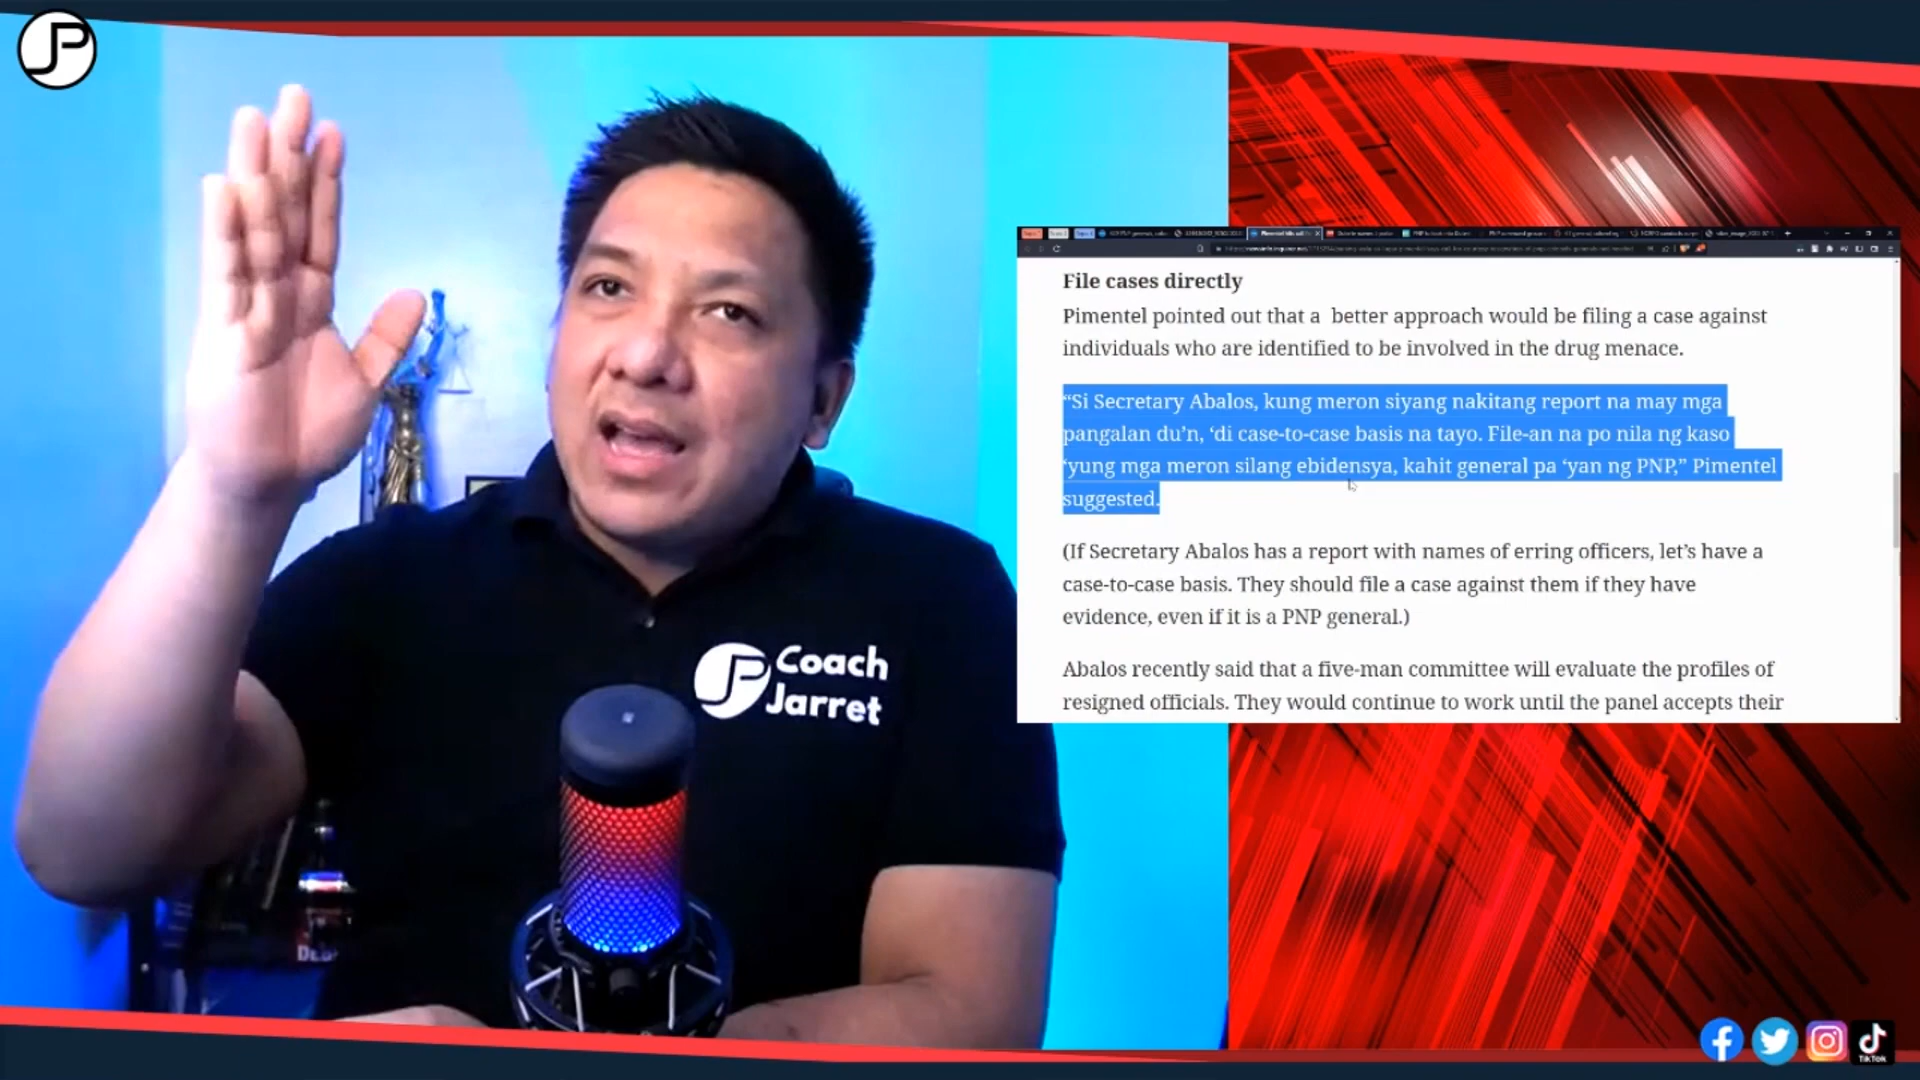 JP
File cases directly
Pimentel pointed out that a better approach would be filing a case against
individuals who are identified to be involved in the drug menace.
“Si Secretary Abalos, kung meron siyang nakitang report na may mga
pangalan du’n, ‘di case-to-case basis na tayo. File-an na po nila ng kaso
‘yung mga meron silang ebidensya, kahit general pa ‘yan ng PNP,” Pimentel
suggested.
(If Secretary Abalos has a report with names of erring officers, let’s have a
case-to-case basis. They should file a case against them if they have
evidence, even if it is a PNP general.)
Abalos recently said that a five-man committee will evaluate the profiles of
resigned officials. They would continue to work until the panel accepts their
JP Coach
Jarret
TikTok